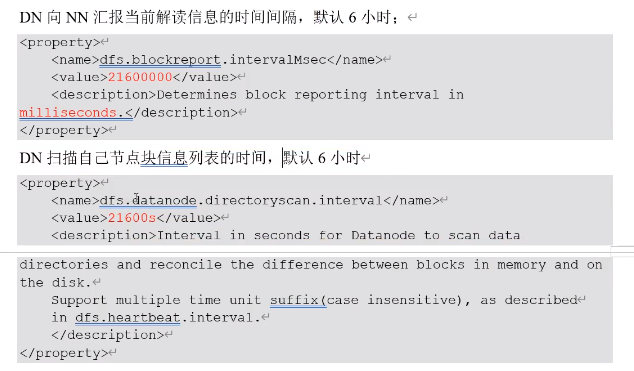 DN 向 NN 汇报当前解读信息的时间间隔，默认 6 小时；
<property>
<name>dfs.blockreport.intervalMsec</name>
<value>21600000</value>
<description>Determines block reporting interval in
milliseconds.</description>
</property>
DN 扫描自己节点块信息列表的时间，默认 6 小时
<property>
<name>dfs.datanode.directoryscan.interval</name>
<value>21600s</value>
<description>Interval in seconds for Datanode to scan data
directories and reconcile the difference between blocks in memory and on
the disk.
Support multiple time unit suffix(case insensitive), as described
in dfs.heartbeat.interval.
</description>
</property>